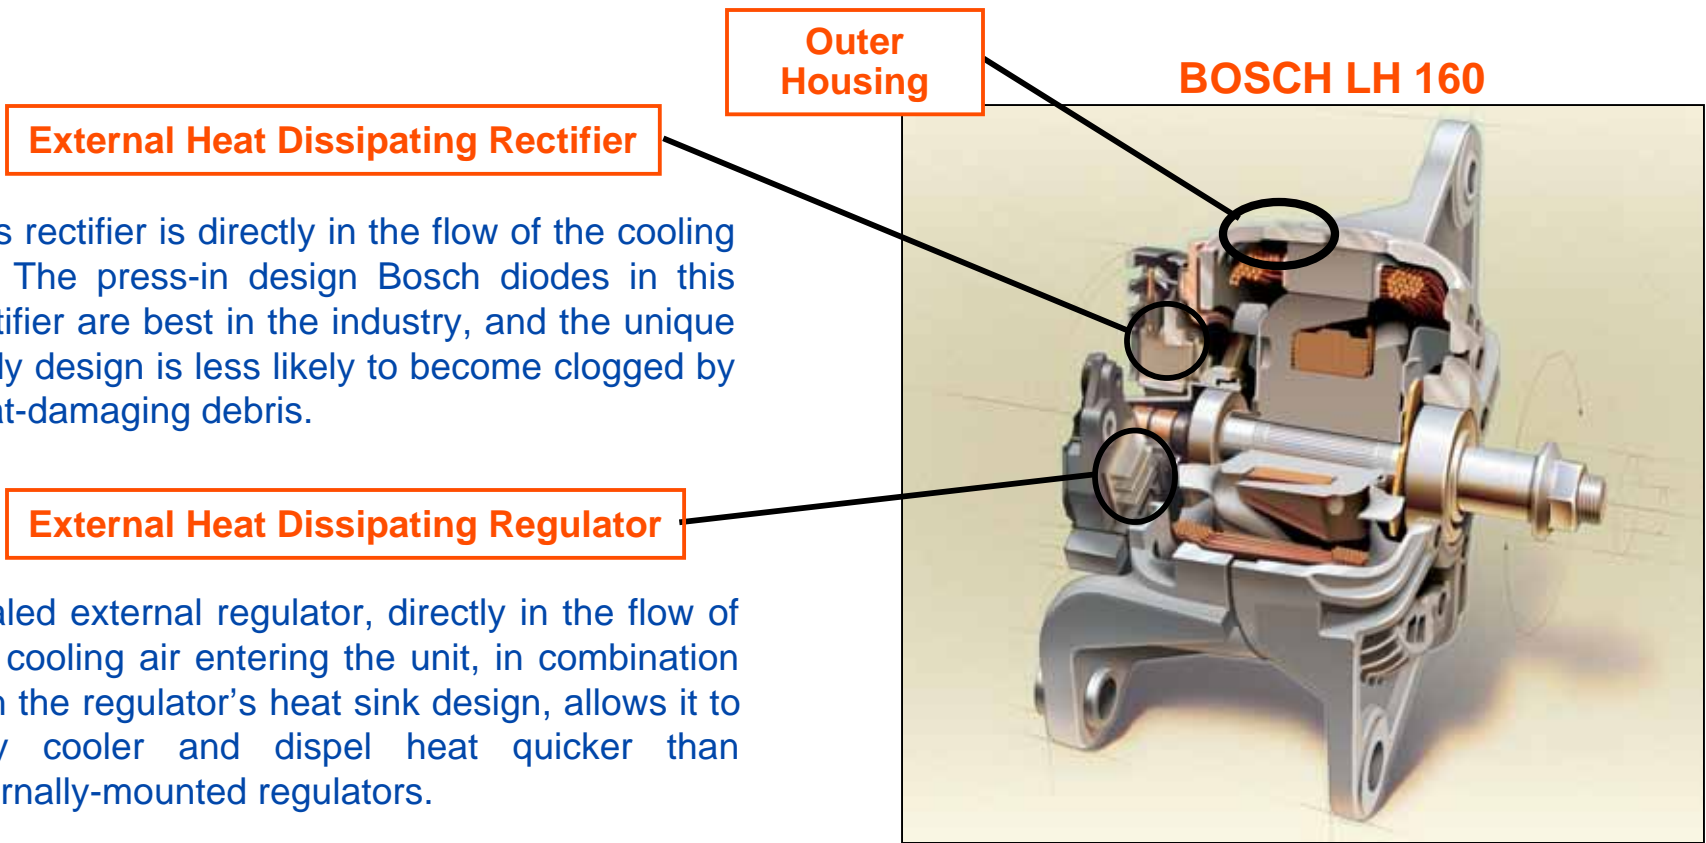 Outer
Housing
BOSCH LH 160
External Heat Dissipating Rectifier
s rectifier is directly in the flow of the cooling
The press-in design Bosch diodes in this
tifier are best in the industry, and the unique
ly design is less likely to become clogged by
at-damaging debris.
External Heat Dissipating Regulator
led external regulator, directly in the flow of
cooling air entering the unit, in combination
n the regulator’s heat sink design, allows it to
y cooler and dispel heat quicker than
rnally-mounted regulators.